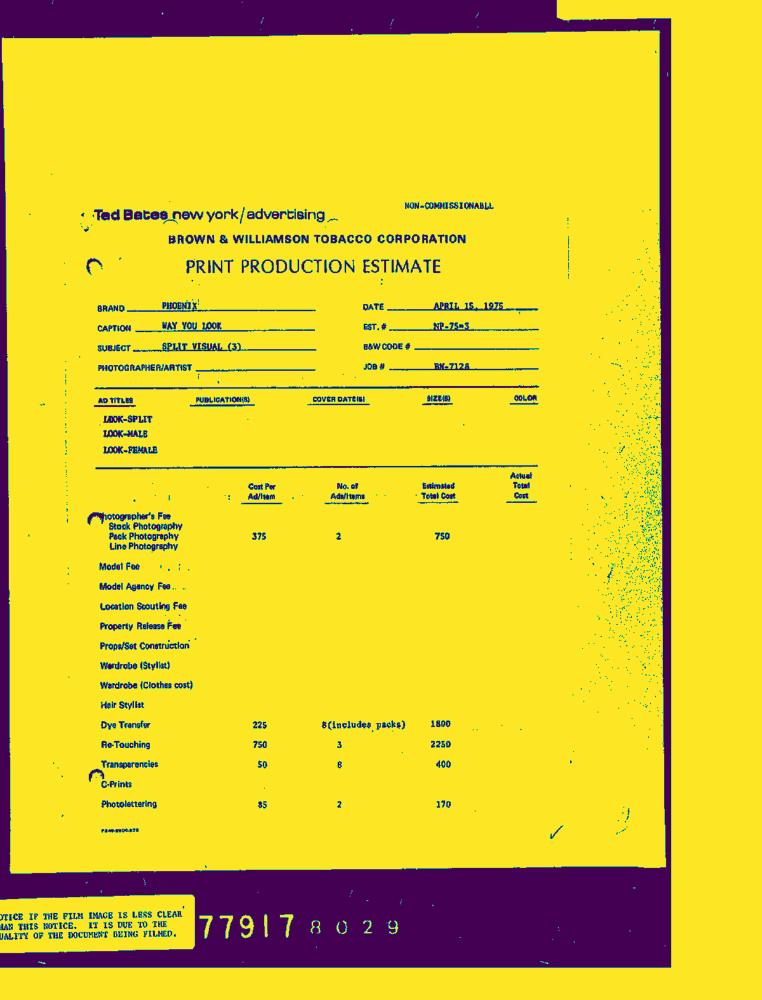 NON-COMMISSIONABLE
Ted Bates new york/advertising
BROWN & WILLIAMSON TOBACCO CORPORATION
PRINT PRODUCTION ESTIMATE
BRAND PHOENIX DATE APRIL 15, 1975
CAPTION WAY YOU LOOK EST. # NP-75-3
SUBJECT SPLIT VISUAL (3) B&W CODE #
PHOTOGRAPHER/ARTIST JOB # BN-7128
AD TITLES PUBLICATION(S) COVER DATE(S) SIZE(S) COLOR
LOOK-SPLIT
LOOK-MALE
LOOK-FEMALE
Cost Per Ad/Item No. of Ads/Items Estimated Total Cost Actual Total Cost
Photographer's Fee
Stock Photography
Pack Photography 375 2 750
Line Photography
Model Fee
Model Agency Fee
Location Scouting Fee
Property Release Fee
Props/Set Construction
Wardrobe (Stylist)
Wardrobe (Clothes cost)
Hair Stylist
Dye Transfer 225 8(includes packs) 1800
Re-Touching 750 3 2250
Transparencies 50 8 400
C-Prints
Photolettering 85 2 170
OTICE IF THE FILM IMAGE IS LESS CLEAR
HAN THIS NOTICE. IT IS DUE TO THE
UALITY OF THE DOCUMENT BEING FILMED.
77917 8029